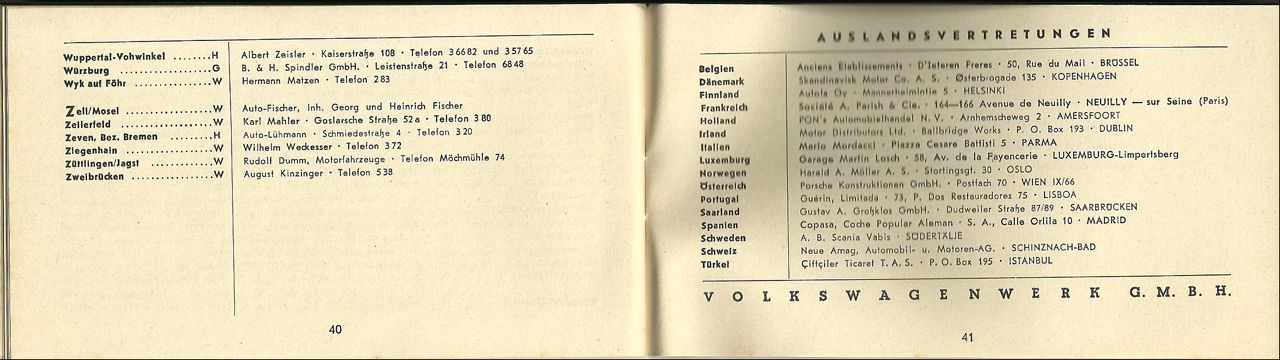 Wuppertal-Vohwinkel ........H Albert Zeisler · Kaiserstraße 108 · Telefon 36682 und 35765
Würzburg ..................G B. & H. Spindler GmbH. · Leistenstraße 21 · Telefon 6848
Wyk auf Föhr ...............W Hermann Matzen · Telefon 283
Zell/Mosel .................W Auto-Fischer, Inh. Georg und Heinrich Fischer
Zellerfeld .................W Karl Mahler · Goslarsche Straße 52a · Telefon 380
Zeven, Bez. Bremen .........H Auto-Lühmann · Schmiedestraße 4 · Telefon 320
Ziegenhain .................W Wilhelm Weckesser · Telefon 372
Züttlingen/Jagst ...........W Rudolf Dumm, Motorfahrzeuge · Telefon Möchmühle 74
Zweibrücken ................W August Kinzinger · Telefon 538
40
AUSLANDSVERTRETUNGEN
Belgien Anciens Etablissements · D'Ieteren Freres · 50, Rue du Mail · BRÜSSEL
Dänemark Skandinavisk Motor Co. A. S. · Østerbrogade 135 · KOPENHAGEN
Finnland Autola Oy · Mannerheimintie 5 · HELSINKI
Frankreich Société A. Parish & Cie. · 164—166 Avenue de Neuilly · NEUILLY — sur Seine (Paris)
Holland PON's Automobielhandel N. V. · Arnhemscheweg 2 · AMERSFOORT
Irland Motor Distributors Ltd. · Ballbridge Works · P. O. Box 193 · DUBLIN
Italien Mario Mordacci · Piazza Cesare Battisti 5 · PARMA
Luxemburg Garage Martin Losch · 58, Av. de la Fayencerie · LUXEMBURG-Limpertsberg
Norwegen Harald A. Möller A. S. · Stortingsgt. 30 · OSLO
Österreich Porsche Konstruktionen GmbH. · Postfach 70 · WIEN IX/66
Portugal Guérin, Limitada · 73, P. Dos Restauradores 75 · LISBOA
Saarland Gustav A. Großklos GmbH. · Dudweiler Straße 87/89 · SAARBRÜCKEN
Spanien Copasa, Coche Popular Aleman · S. A., Calle Orlila 10 · MADRID
Schweden A. B. Scania Vabis · SÖDERTÄLJE
Schweiz Neue Amag, Automobil- u. Motoren-AG. · SCHINZNACH-BAD
Türkei Çiftçiler Ticaret T. A. S. · P. O. Box 195 · ISTANBUL
VOLKSWAGENWERK G.M.B.H.
41